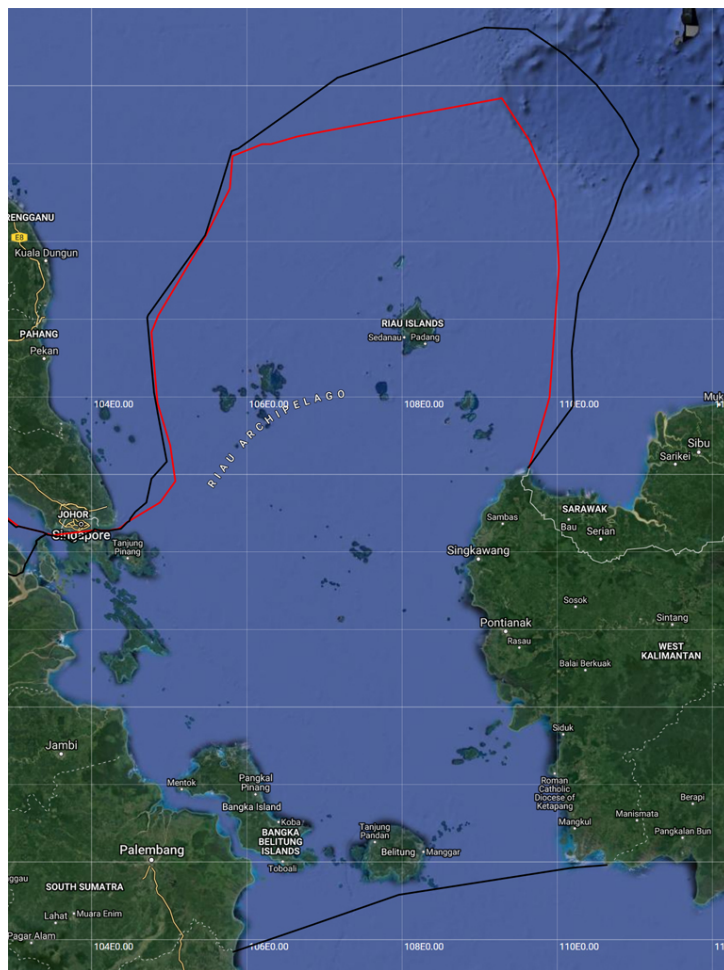 RENGGANU
E8
Kuala Dungun
PAHANG
Pekan
RIAU ISLANDS
Sedanau
Padang
104E0.00
106E0.00
108E0.00
110E0.00
RIAU ARCHIPELAGO
Muk
Sibu
Sarikei
JOHOR
Singapore
Tanjung
Pinang
Sambas
SARAWAK
Bau
Serian
Singkawang
Sosok
Pontianak
Rasau
Sintang
WEST
KALIMANTAN
Balai Berkuak
Siduk
Jambi
Mentok
Pangkal
Pinang
Bangka Island
Koba
BANGKA
BELITUNG
ISLANDS
Toboali
Tanjung
Pandan
Belitung
Manggar
Roman
Catholic
Diocese of
Ketapang
Mangkul
Berapi
Manismata
Pangkalan Bun
Palembang
nggau
SOUTH SUMATRA
Lahat
Muara Enim
Pagar Alam
104E0.00
106E0.00
108E0.00
110E0.00